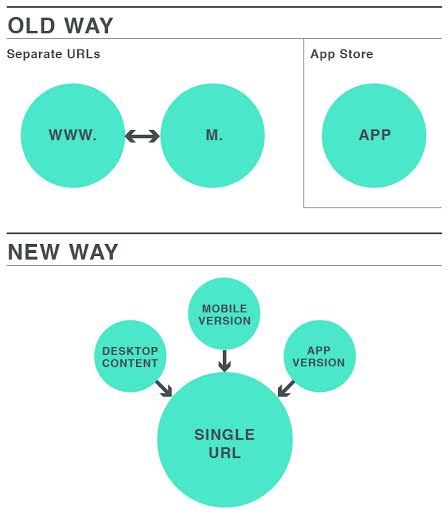 OLD WAY
Separate URLs
App Store
WWW.
M.
APP
NEW WAY
MOBILE
VERSION
DESKTOP
CONTENT
APP
VERSION
SINGLE
URL